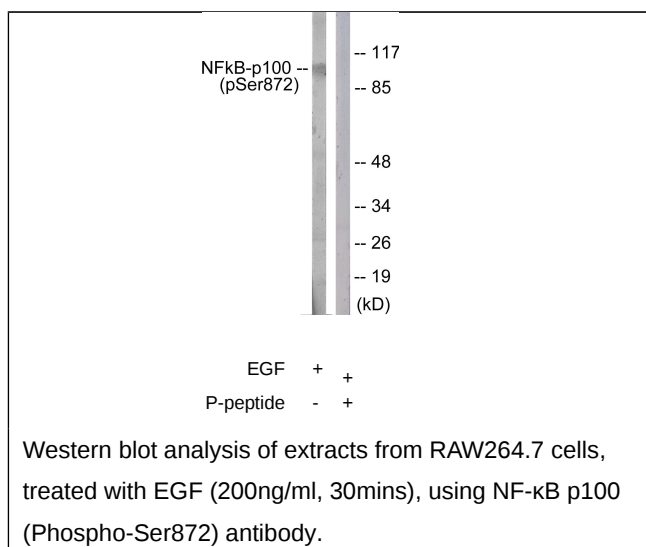 -- 117
NFkB-p100 --
(pSer872)
-- 85
-- 48
-- 34
-- 26
-- 19
(kD)
EGF + +
P-peptide - +
Western blot analysis of extracts from RAW264.7 cells,
treated with EGF (200ng/ml, 30mins), using NF-κB p100
(Phospho-Ser872) antibody.